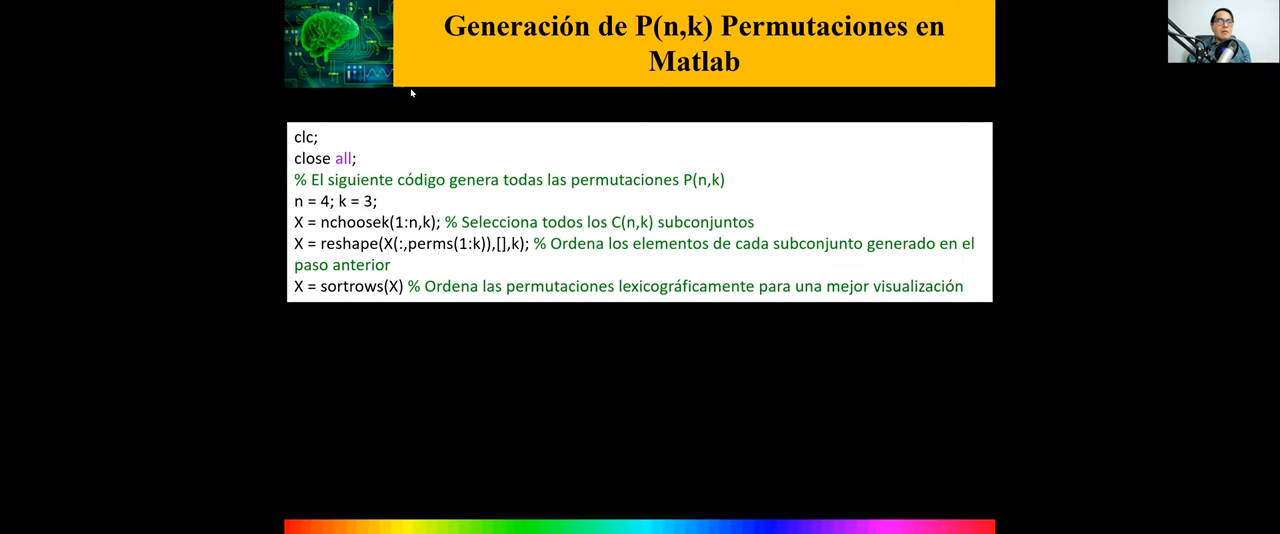 Generación de P(n,k) Permutaciones en
Matlab
clc;
close all;
% El siguiente código genera todas las permutaciones P(n,k)
n = 4; k = 3;
X = nchoosek(1:n,k); % Selecciona todos los C(n,k) subconjuntos
X = reshape(X(:,perms(1:k)),[],k); % Ordena los elementos de cada subconjunto generado en el
paso anterior
X = sortrows(X) % Ordena las permutaciones lexicográficamente para una mejor visualización